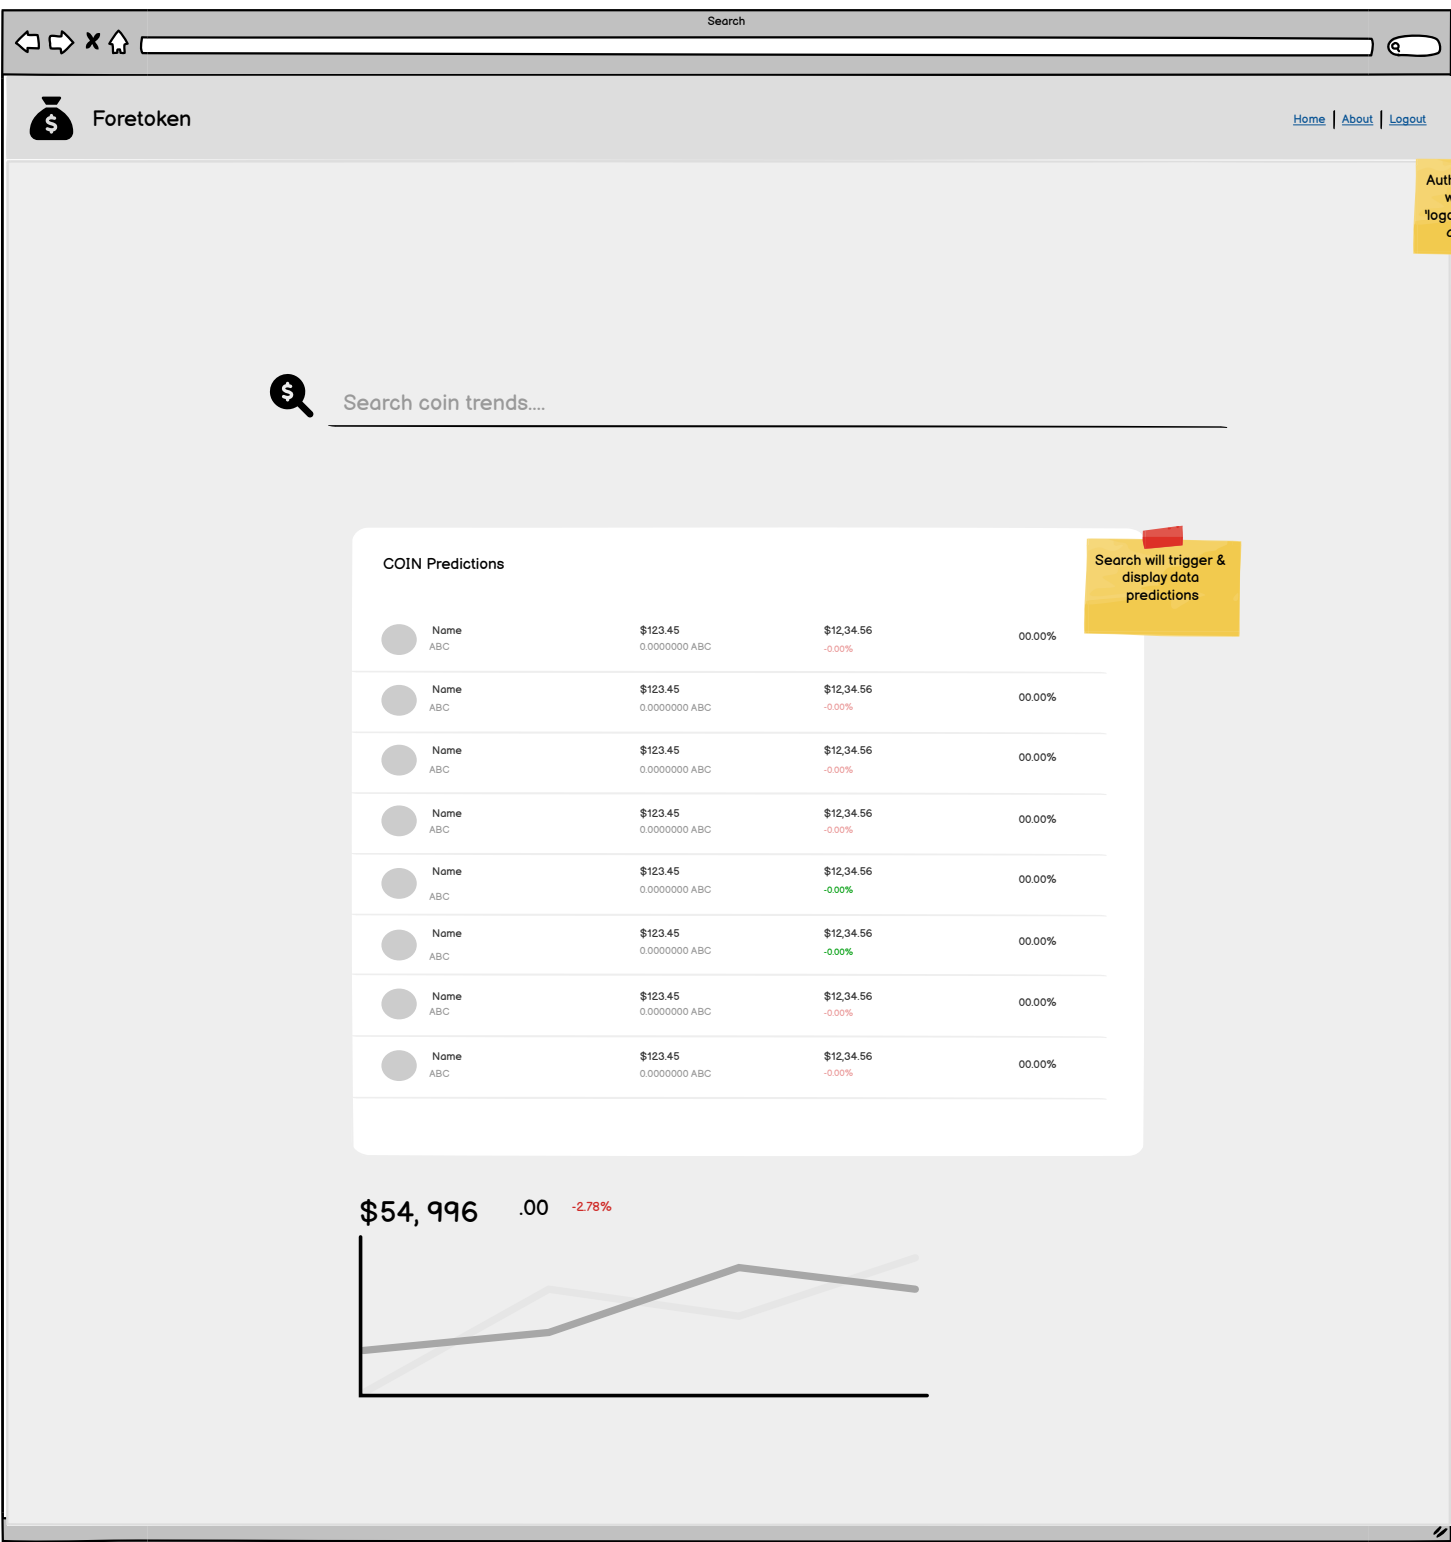 Search
Foretoken
Home | About | Logout
Auth
w
'logo
Search coin trends....
COIN Predictions
Search will trigger &
display data
predictions
Name $123.45 $12,34.56 00.00%
ABC 0.0000000 ABC -0.00%
Name $123.45 $12,34.56 00.00%
ABC 0.0000000 ABC -0.00%
Name $123.45 $12,34.56 00.00%
ABC 0.0000000 ABC -0.00%
Name $123.45 $12,34.56 00.00%
ABC 0.0000000 ABC -0.00%
Name $123.45 $12,34.56 00.00%
ABC 0.0000000 ABC -0.00%
Name $123.45 $12,34.56 00.00%
ABC 0.0000000 ABC -0.00%
Name $123.45 $12,34.56 00.00%
ABC 0.0000000 ABC -0.00%
Name $123.45 $12,34.56 00.00%
ABC 0.0000000 ABC -0.00%
$54, 996 .00 -2.78%